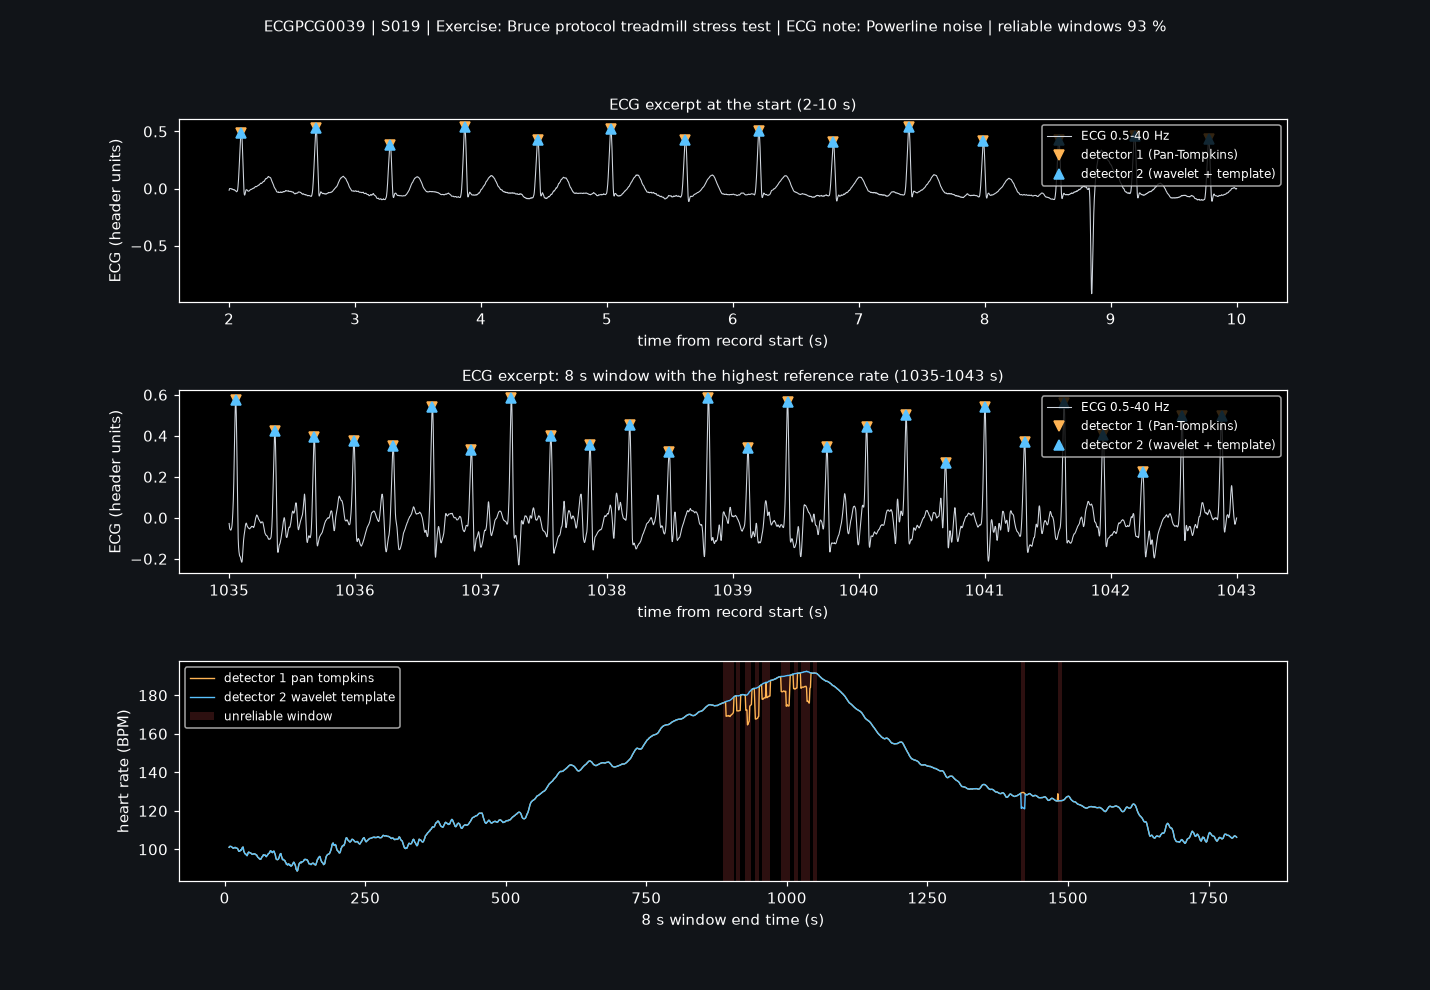 ECGPCG0039 | S019 | Exercise: Bruce protocol treadmill stress test | ECG note: Powerline noise | reliable windows 93 %
ECG excerpt at the start (2-10 s)
ECG (header units)
0.5
0.0
−0.5
ECG 0.5-40 Hz
detector 1 (Pan-Tompkins)
detector 2 (wavelet + template)
2 3 4 5 6 7 8 9 10
time from record start (s)
ECG excerpt: 8 s window with the highest reference rate (1035-1043 s)
ECG (header units)
0.6
0.4
0.2
0.0
−0.2
ECG 0.5-40 Hz
detector 1 (Pan-Tompkins)
detector 2 (wavelet + template)
1035 1036 1037 1038 1039 1040 1041 1042 1043
time from record start (s)
heart rate (BPM)
180
160
140
120
100
detector 1 pan tompkins
detector 2 wavelet template
unreliable window
0 250 500 750 1000 1250 1500 1750
8 s window end time (s)